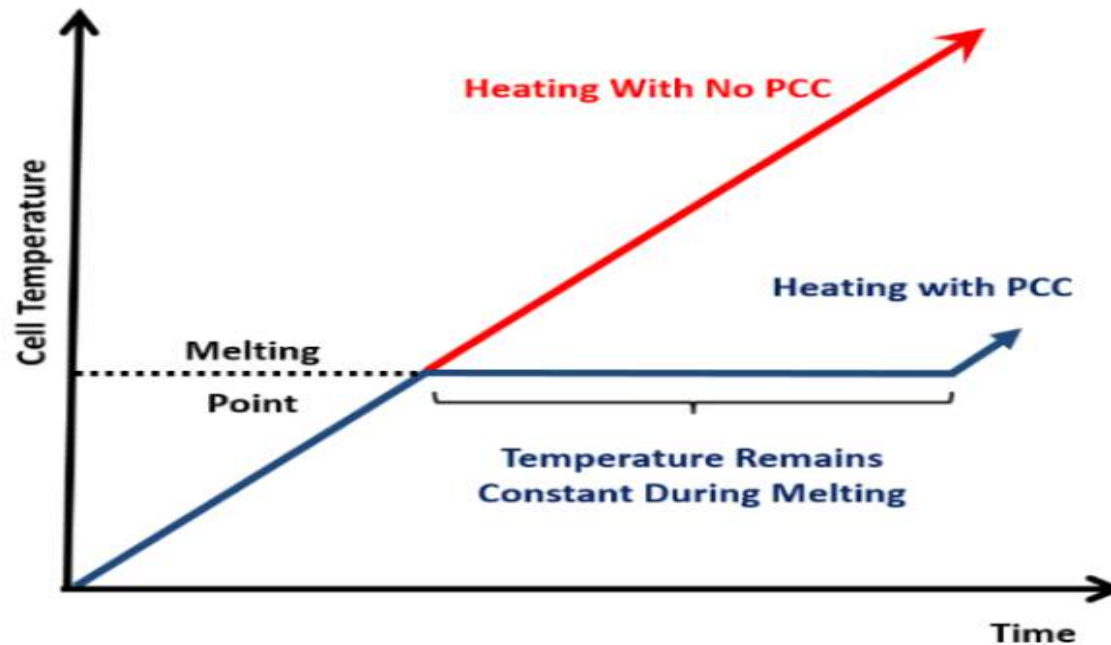 Heating With No PCC
Cell Temperature
Heating with PCC
Melting
Point
Temperature Remains
Constant During Melting
Time